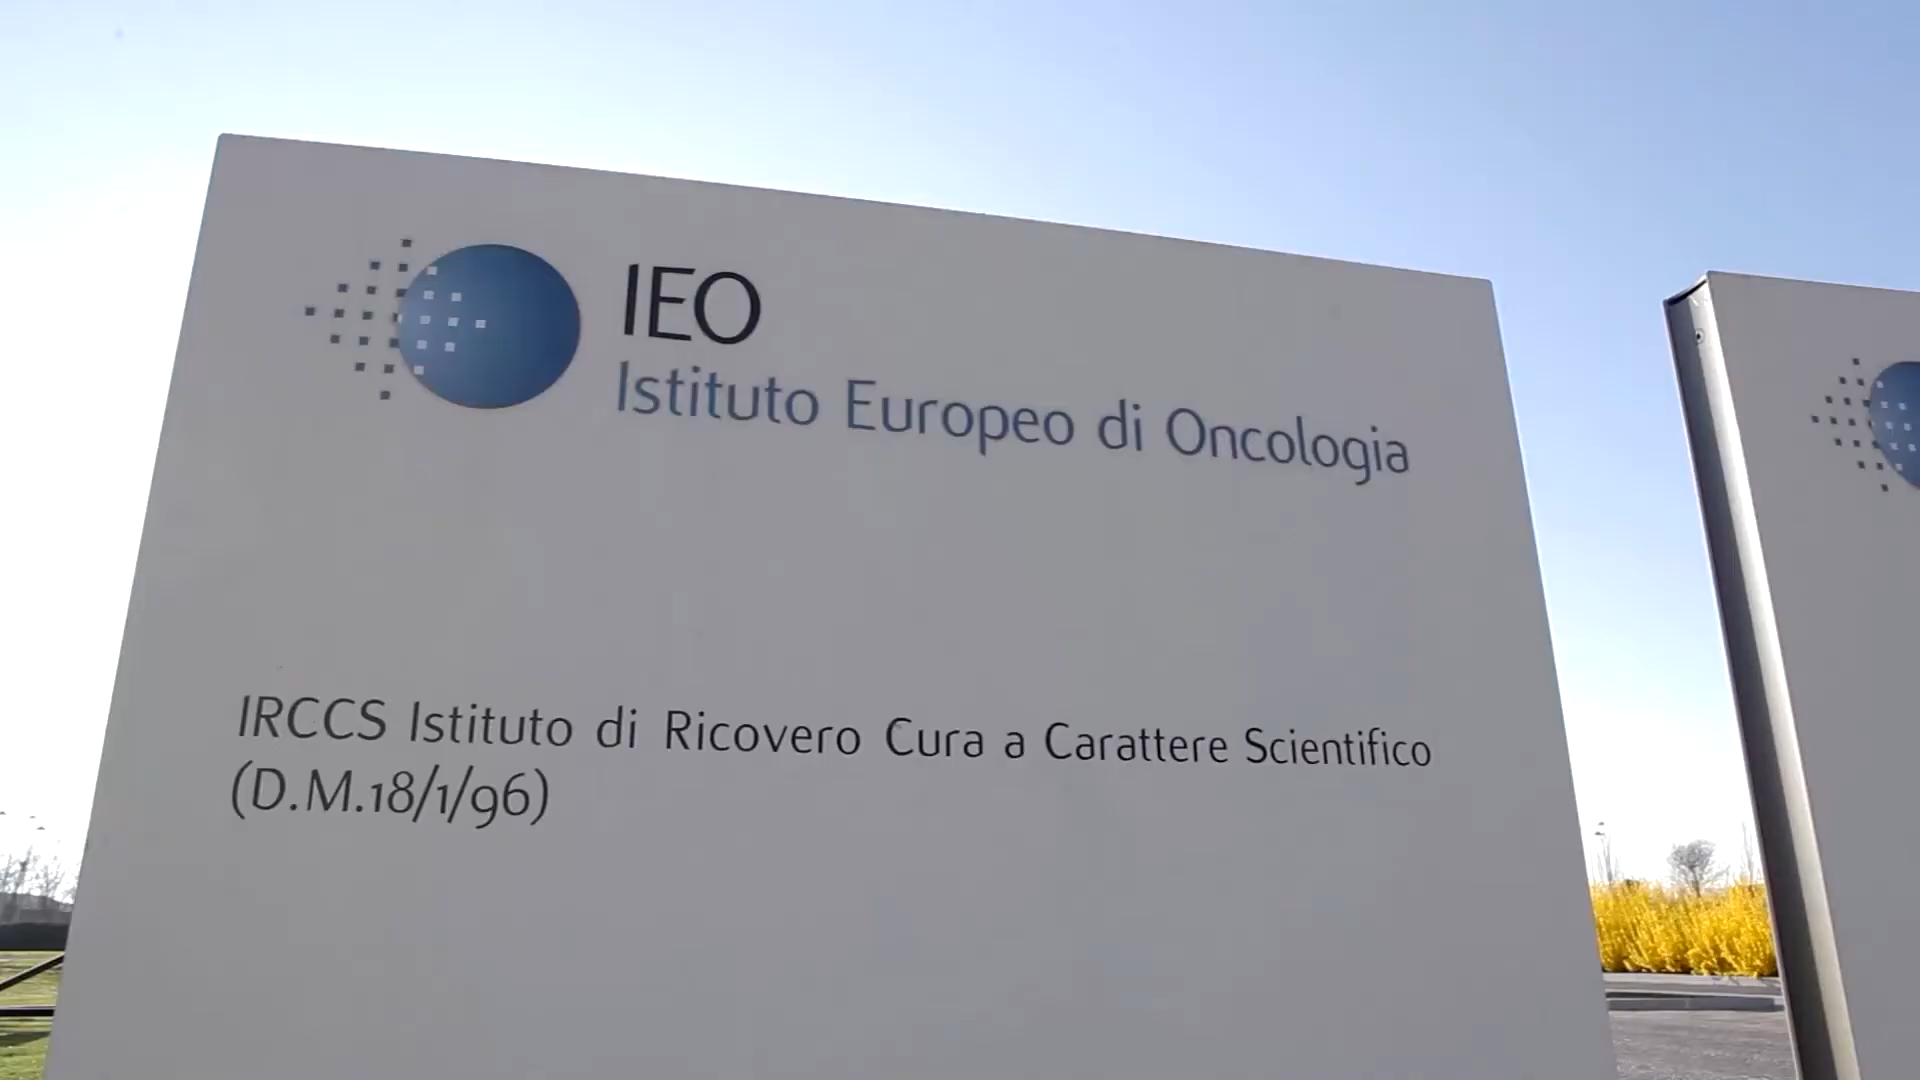 IEO
Istituto Europeo di Oncologia
IRCCS Istituto di Ricovero Cura a Carattere Scientifico
(D.M.18/1/96)